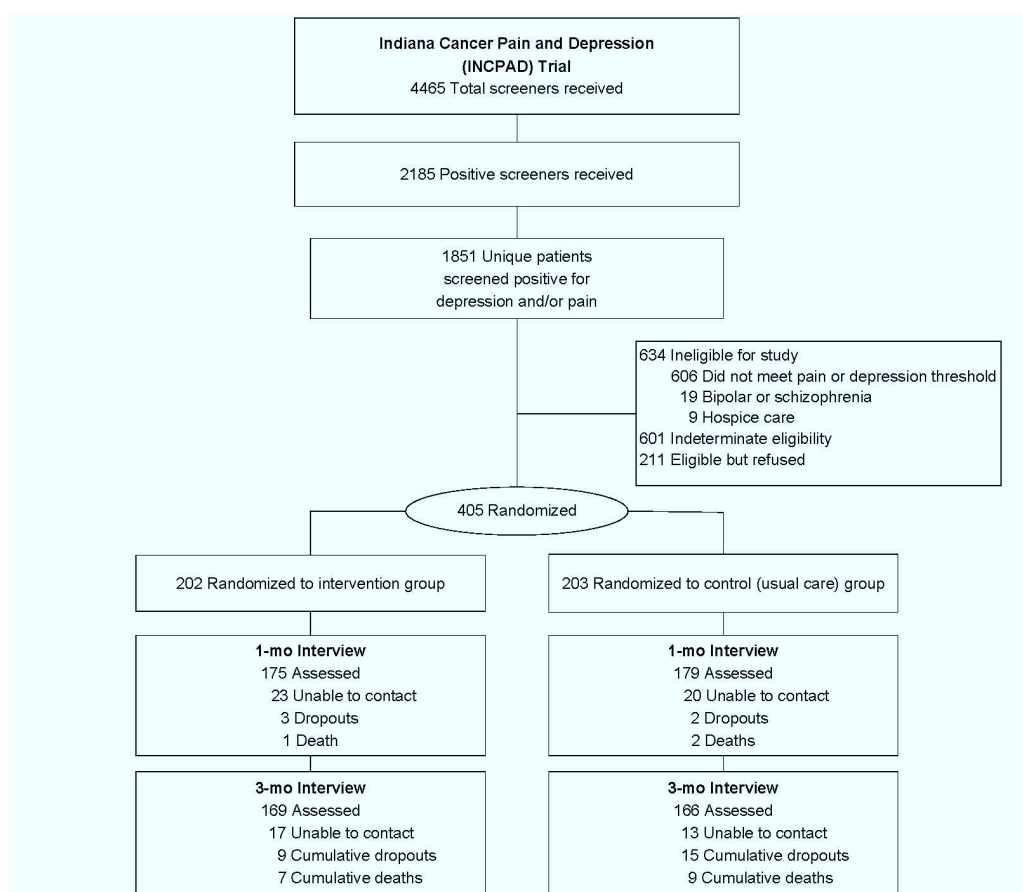 Indiana Cancer Pain and Depression
(INCPAD) Trial
4465 Total screeners received
2185 Positive screeners received
1851 Unique patients
screened positive for
depression and/or pain
634 Ineligible for study
606 Did not meet pain or depression threshold
19 Bipolar or schizophrenia
9 Hospice care
601 Indeterminate eligibility
211 Eligible but refused
405 Randomized
202 Randomized to intervention group
203 Randomized to control (usual care) group
1-mo Interview
175 Assessed
23 Unable to contact
3 Dropouts
1 Death
1-mo Interview
179 Assessed
20 Unable to contact
2 Dropouts
2 Deaths
3-mo Interview
169 Assessed
17 Unable to contact
9 Cumulative dropouts
7 Cumulative deaths
3-mo Interview
166 Assessed
13 Unable to contact
15 Cumulative dropouts
9 Cumulative deaths